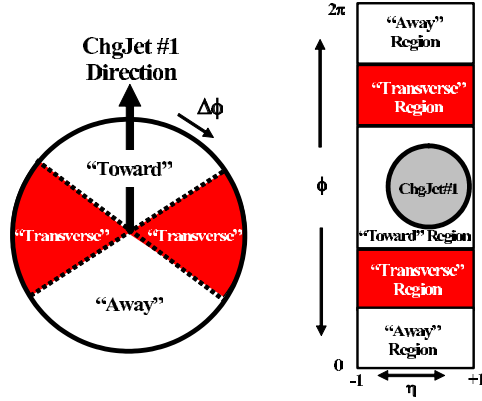 ChgJet #1
Direction
Δϕ
“Toward”
“Transverse”
“Transverse”
“Away”
2π
“Away”
Region
“Transverse”
Region
ϕ
ChgJet#1
“Toward” Region
“Transverse”
Region
“Away”
Region
0
-1
η
+1